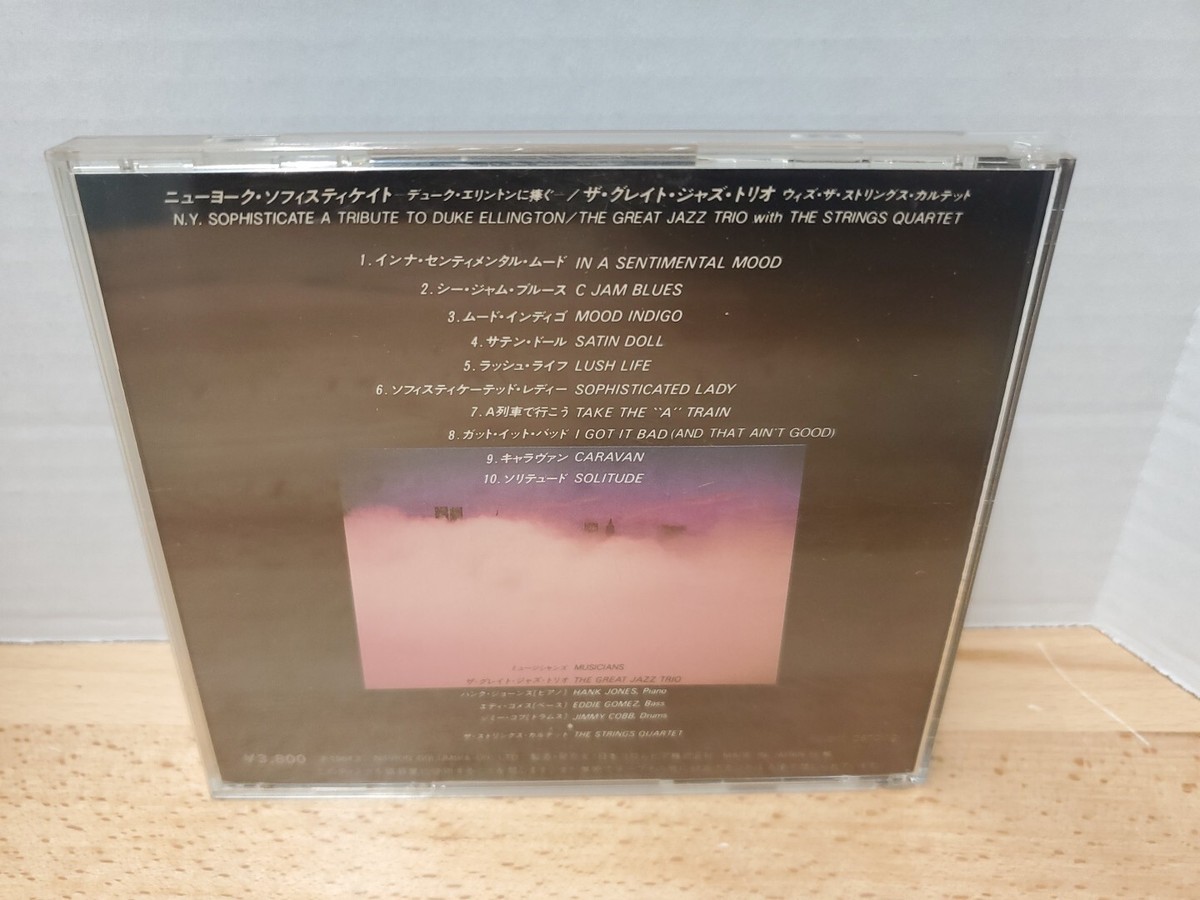 ニューヨーク・ソフィスティケイト―デューク・エリントンに捧ぐ―/ザ・グレイト・ジャズ・トリオ ウィズ・ザ・ストリングス・カルテット
N.Y. SOPHISTICATE A TRIBUTE TO DUKE ELLINGTON/THE GREAT JAZZ TRIO with THE STRINGS QUARTET
1. インナ・センティメンタル・ムード IN A SENTIMENTAL MOOD
2. シー・ジャム・ブルース C JAM BLUES
3. ムード・インディゴ MOOD INDIGO
4. サテン・ドール SATIN DOLL
5. ラッシュ・ライフ LUSH LIFE
6. ソフィスティケーテッド・レディー SOPHISTICATED LADY
7. A列車で行こう TAKE THE "A" TRAIN
8. ガット・イット・バッド I GOT IT BAD (AND THAT AIN'T GOOD)
9. キャラヴァン CARAVAN
10. ソリテュード SOLITUDE
ミュージシャンズ MUSICIANS
ザ・グレイト・ジャズ・トリオ THE GREAT JAZZ TRIO
ハンク・ジョーンズ[ピアノ] HANK JONES, Piano
エディ・ゴメス[ベース] EDDIE GOMEZ, Bass
ジミー・コブ[ドラムス] JIMMY COBB, Drums
ザ・ストリングス・カルテット THE STRINGS QUARTET
¥3,800